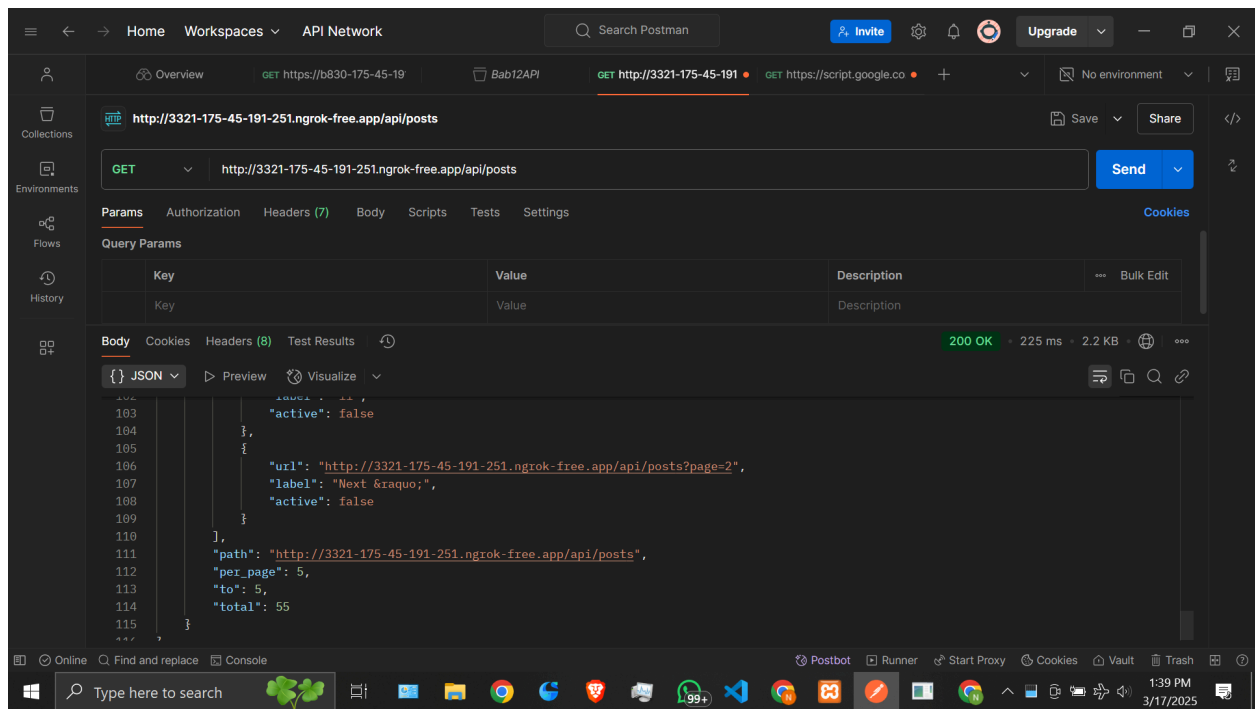 Home Workspaces API Network Search Postman Invite Upgrade
Overview GET https://b830-175-45-19 Bab12API GET http://3321-175-45-191 GET https://script.google.co No environment
HTTP http://3321-175-45-191-251.ngrok-free.app/api/posts Save Share
Collections
GET http://3321-175-45-191-251.ngrok-free.app/api/posts Send
Environments
Params Authorization Headers (7) Body Scripts Tests Settings Cookies
Flows
Query Params
Key Value Description Bulk Edit
History
Key Value Description
Body Cookies Headers (8) Test Results 200 OK 225 ms 2.2 KB
{} JSON Preview Visualize
102 "label": "11",
103 "active": false
104 },
105 {
106 "url": "http://3321-175-45-191-251.ngrok-free.app/api/posts?page=2",
107 "label": "Next &raquo;",
108 "active": false
109 }
110 ],
111 "path": "http://3321-175-45-191-251.ngrok-free.app/api/posts",
112 "per_page": 5,
113 "to": 5,
114 "total": 55
115 }
116 }
Online Find and replace Console Postbot Runner Start Proxy Cookies Vault Trash
Type here to search 99+ 1:39 PM
3/17/2025